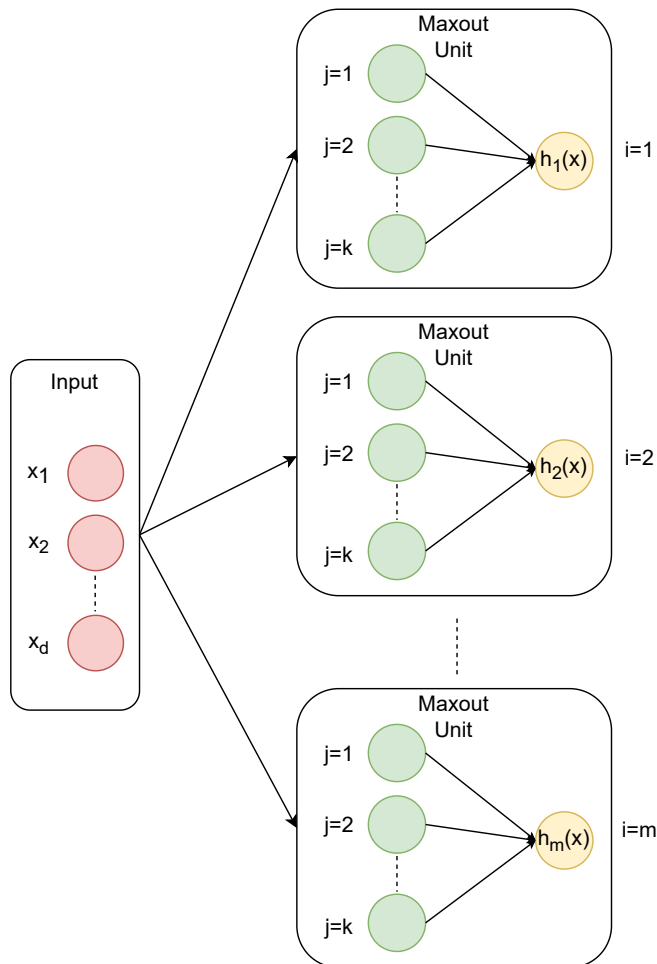 Maxout
Unit
j=1
j=2
j=k
h₁(x)
i=1
Input
x₁
x₂
x_d
Maxout
Unit
j=1
j=2
j=k
h₂(x)
i=2
Maxout
Unit
j=1
j=2
j=k
hₘ(x)
i=m